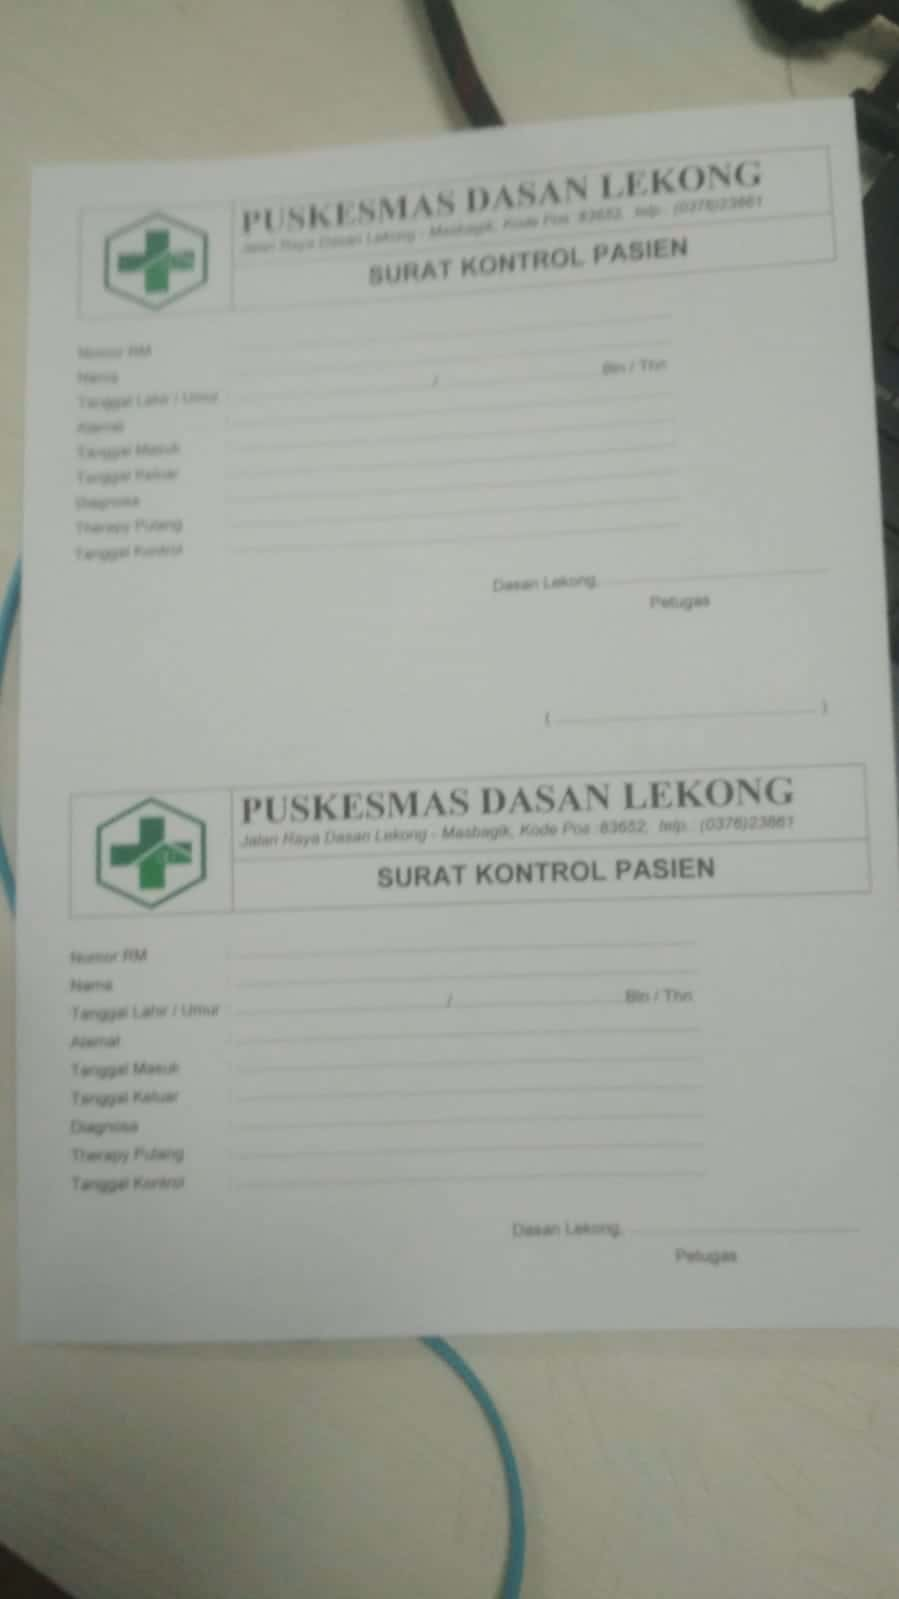 PUSKESMAS DASAN LEKONG
Jalan Raya Dasan Lekong - Masbagik, Kode Pos :83652, telp.: (0376)23661
SURAT KONTROL PASIEN
Nomor RM :
Nama :
Tanggal Lahir / Umur : / Bln / Thn
Alamat :
Tanggal Masuk :
Tanggal Keluar :
Diagnosa :
Therapy Pulang :
Tanggal Kontrol :
Dasan Lekong,
Petugas
( )
PUSKESMAS DASAN LEKONG
Jalan Raya Dasan Lekong - Masbagik, Kode Pos :83652, telp.: (0376)23661
SURAT KONTROL PASIEN
Nomor RM :
Nama :
Tanggal Lahir / Umur : / Bln / Thn
Alamat :
Tanggal Masuk :
Tanggal Keluar :
Diagnosa :
Therapy Pulang :
Tanggal Kontrol :
Dasan Lekong,
Petugas